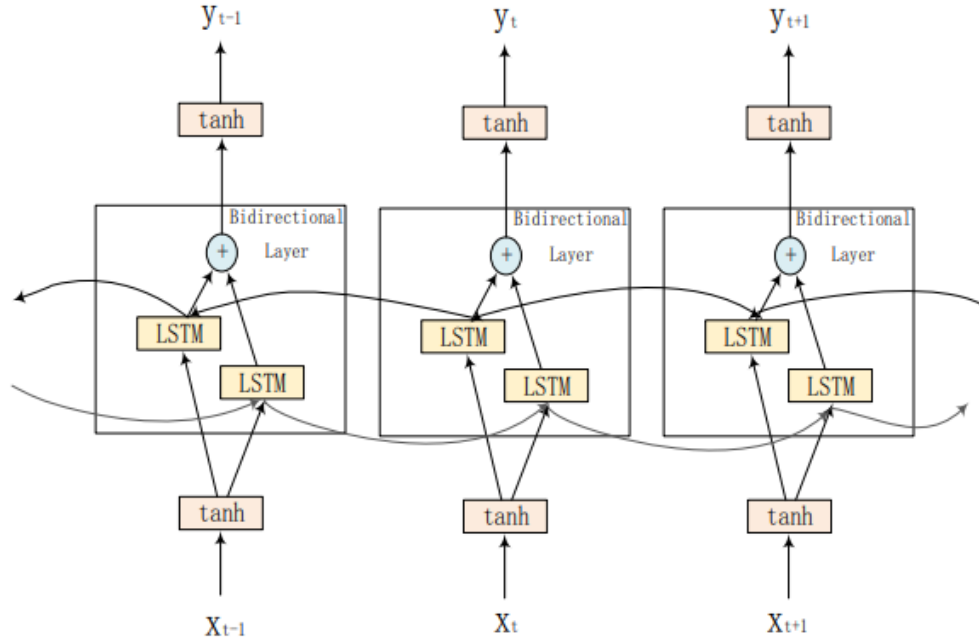 yt-1 yt yt+1
tanh tanh tanh
Bidirectional Bidirectional Bidirectional
+ Layer + Layer + Layer
LSTM LSTM LSTM
LSTM LSTM LSTM
tanh tanh tanh
xt-1 xt xt+1